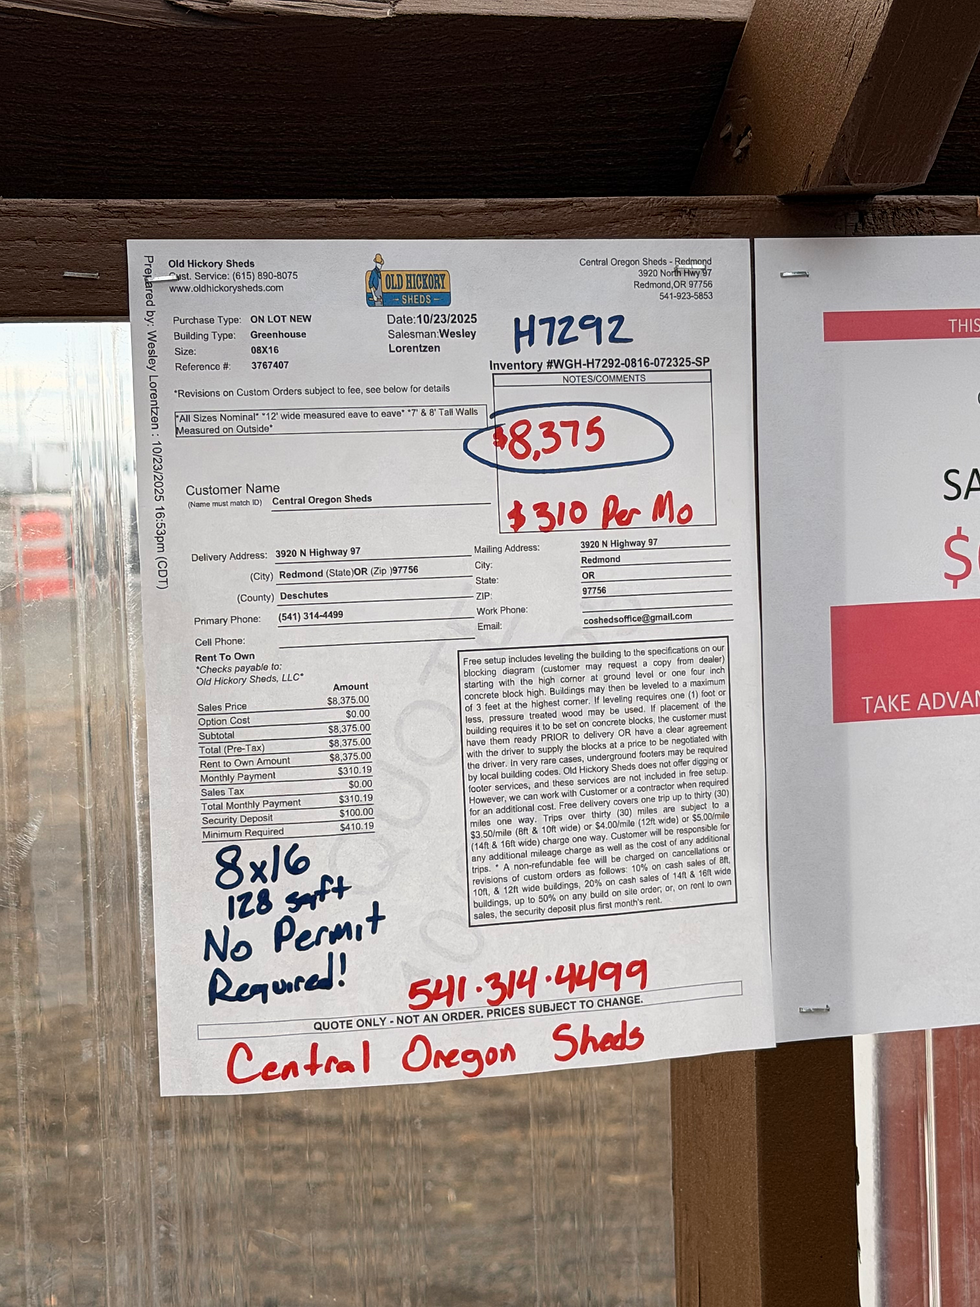 Prepared by: Wesley Lorentzen : 10/23/2025 16:53pm (CDT)
Old Hickory Sheds
Cust. Service: (615) 890-8075
www.oldhickorysheds.com
OLD HICKORY
SHEDS
Central Oregon Sheds - Redmond
3920 North Hwy 97
Redmond,OR 97756
541-923-5853
Purchase Type: ON LOT NEW
Building Type: Greenhouse
Size: 08X16
Reference #: 3767407
Date:10/23/2025
Salesman:Wesley
Lorentzen
H7292
Inventory #WGH-H7292-0816-072325-SP
NOTES/COMMENTS
*Revisions on Custom Orders subject to fee, see below for details
*All Sizes Nominal* *12' wide measured eave to eave* *7' & 8' Tall Walls
Measured on Outside*
$8,375
$310 Per Mo
Customer Name
(Name must match ID) Central Oregon Sheds
Delivery Address: 3920 N Highway 97
(City) Redmond (State)OR (Zip )97756
(County) Deschutes
Primary Phone: (541) 314-4499
Cell Phone:
Mailing Address: 3920 N Highway 97
City: Redmond
State: OR
ZIP: 97756
Work Phone:
Email: coshedsoffice@gmail.com
Rent To Own
*Checks payable to:
Old Hickory Sheds, LLC*
Amount
Sales Price $8,375.00
Option Cost $0.00
Subtotal $8,375.00
Total (Pre-Tax) $8,375.00
Rent to Own Amount $8,375.00
Monthly Payment $310.19
Sales Tax $0.00
Total Monthly Payment $310.19
Security Deposit $100.00
Minimum Required $410.19
Free setup includes leveling the building to the specifications on our
blocking diagram (customer may request a copy from dealer)
starting with the high corner at ground level or one four inch
concrete block high. Buildings may then be leveled to a maximum
of 3 feet at the highest corner. If leveling requires one (1) foot or
less, pressure treated wood may be used. If placement of the
building requires it to be set on concrete blocks, the customer must
have them ready PRIOR to delivery OR have a clear agreement
with the driver to supply the blocks at a price to be negotiated with
the driver. In very rare cases, underground footers may be required
by local building codes. Old Hickory Sheds does not offer digging or
footer services, and these services are not included in free setup.
However, we can work with Customer or a contractor when required
for an additional cost. Free delivery covers one trip up to thirty (30)
miles one way. Trips over thirty (30) miles are subject to a
$3.50/mile (8ft & 10ft wide) or $4.00/mile (12ft wide) or $5.00/mile
(14ft & 16ft wide) charge one way. Customer will be responsible for
any additional mileage charge as well as the cost of any additional
trips. * A non-refundable fee will be charged on cancellations or
revisions of custom orders as follows: 10% on cash sales of 8ft,
10ft, & 12ft wide buildings, 20% on cash sales of 14ft & 16ft wide
buildings, up to 50% on any build on site order; or, on rent to own
sales, the security deposit plus first month's rent.
8x16
128 sqft
No Permit
Required!
541·314·4499
QUOTE ONLY - NOT AN ORDER. PRICES SUBJECT TO CHANGE.
Central Oregon Sheds
THIS
SA
$
TAKE ADVAN